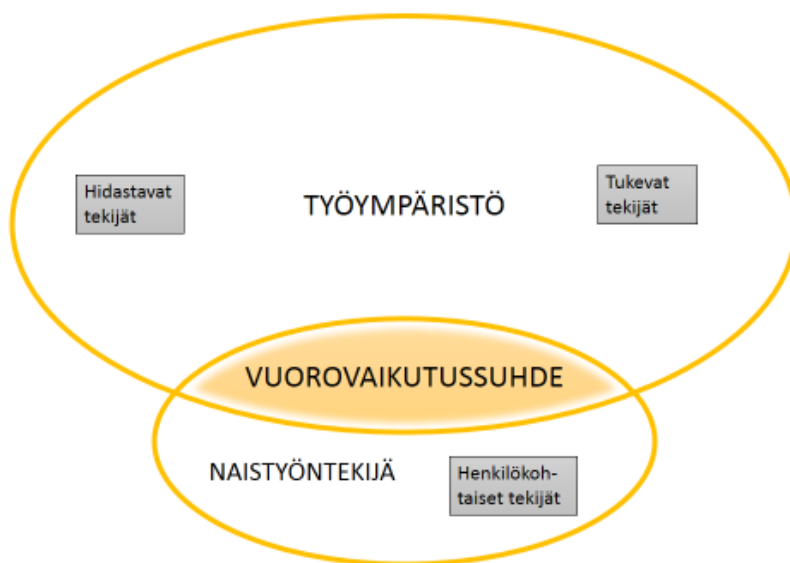 Hidastavat
tekijät
TYÖYMPÄRISTÖ
Tukevat
tekijät
VUOROVAIKUTUSSUHDE
NAISTYÖNTEKIJÄ
Henkilökoh-
taiset tekijät